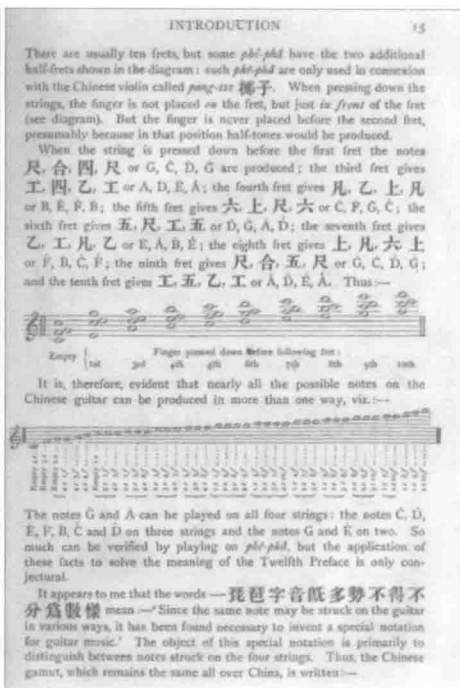 INTRODUCTION 15
There are usually ten frets, but some phê-phá have the two additional
half-frets shown in the diagram: such phê-phá are only used in connexion
with the Chinese violin called pang-tzŭ 梆子. When pressing down the
strings, the finger is not placed on the fret, but just in front of the fret
(see diagram). But the finger is never placed before the second fret,
presumably because in that position half-tones would be produced.
When the string is pressed down before the first fret the notes
尺, 合, 四, 尺 or G, C, D, G are produced; the third fret gives
工, 四, 乙, 工 or A, D, E, A; the fourth fret gives 凡, 乙, 上, 凡
or B, E, F, B; the fifth fret gives 六, 上, 尺, 六 or C, F, G, C; the
sixth fret gives 五, 尺, 工, 五 or D, G, A, D; the seventh fret gives
乙, 工, 凡, 乙 or E, A, B, E; the eighth fret gives 上, 凡, 六, 上
or F, B, C, F; the ninth fret gives 尺, 合, 五, 尺 or G, C, D, G;
and the tenth fret gives 工, 五, 乙, 工 or A, D, E, A. Thus:—
Empty Finger pressed down before following fret:
1st 3rd 4th 5th 6th 7th 8th 9th 10th
It is, therefore, evident that nearly all the possible notes on the
Chinese guitar can be produced in more than one way, viz.:—
The notes G and A can be played on all four strings: the notes C, D,
E, F, B, C and D on three strings and the notes G and E on two. So
much can be verified by playing on phê-phá, but the application of
these facts to solve the meaning of the Twelfth Preface is only con-
jectural.
It appears to me that the words — 琵琶字音既多勢不得不
分爲數樣 mean:—'Since the same note may be struck on the guitar
in various ways, it has been found necessary to invent a special notation
for guitar music.' The object of this special notation is primarily to
distinguish between notes struck on the four strings. Thus, the Chinese
gamut, which remains the same all over China, is written:—